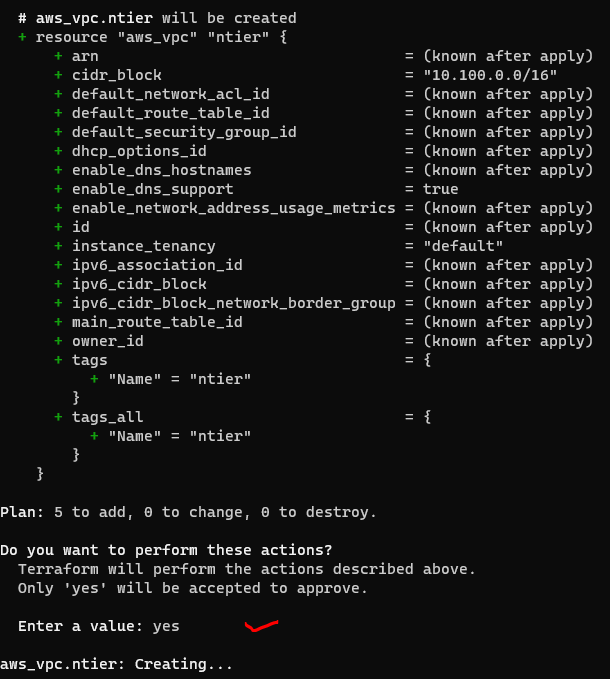 # aws_vpc.ntier will be created
+ resource "aws_vpc" "ntier" {
+ arn = (known after apply)
+ cidr_block = "10.100.0.0/16"
+ default_network_acl_id = (known after apply)
+ default_route_table_id = (known after apply)
+ default_security_group_id = (known after apply)
+ dhcp_options_id = (known after apply)
+ enable_dns_hostnames = (known after apply)
+ enable_dns_support = true
+ enable_network_address_usage_metrics = (known after apply)
+ id = (known after apply)
+ instance_tenancy = "default"
+ ipv6_association_id = (known after apply)
+ ipv6_cidr_block = (known after apply)
+ ipv6_cidr_block_network_border_group = (known after apply)
+ main_route_table_id = (known after apply)
+ owner_id = (known after apply)
+ tags = {
+ "Name" = "ntier"
}
+ tags_all = {
+ "Name" = "ntier"
}
}
Plan: 5 to add, 0 to change, 0 to destroy.
Do you want to perform these actions?
Terraform will perform the actions described above.
Only 'yes' will be accepted to approve.
Enter a value: yes
aws_vpc.ntier: Creating...